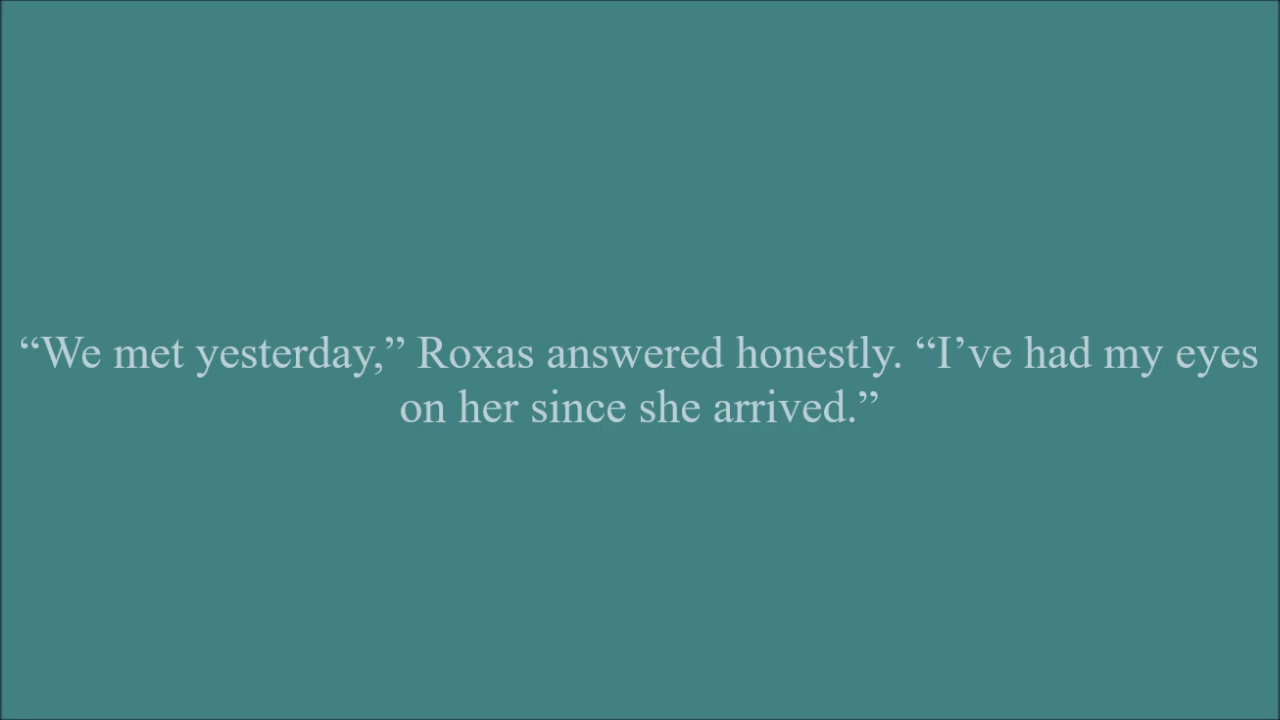 “We met yesterday,” Roxas answered honestly. “I’ve had my eyes
on her since she arrived.”